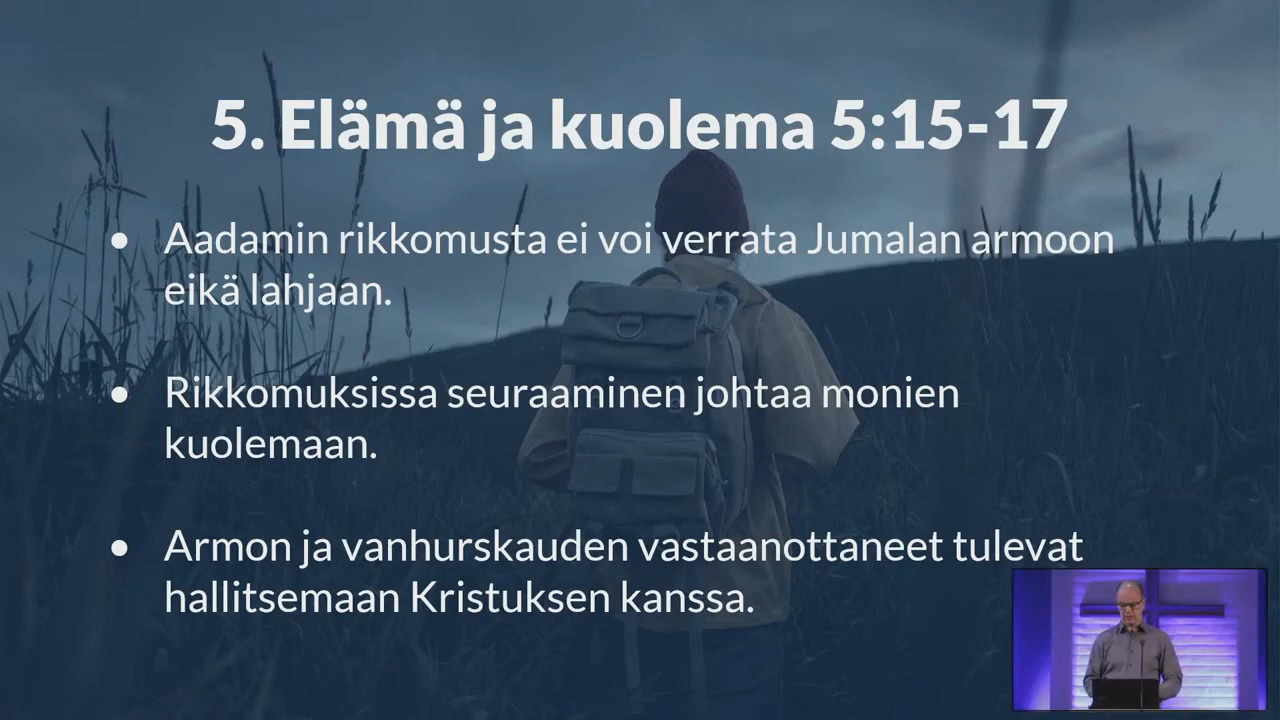 5. Elämä ja kuolema 5:15-17
● Aadamin rikkomusta ei voi verrata Jumalan armoon
eikä lahjaan.
● Rikkomuksissa seuraaminen johtaa monien
kuolemaan.
● Armon ja vanhurskauden vastaanottaneet tulevat
hallitsemaan Kristuksen kanssa.